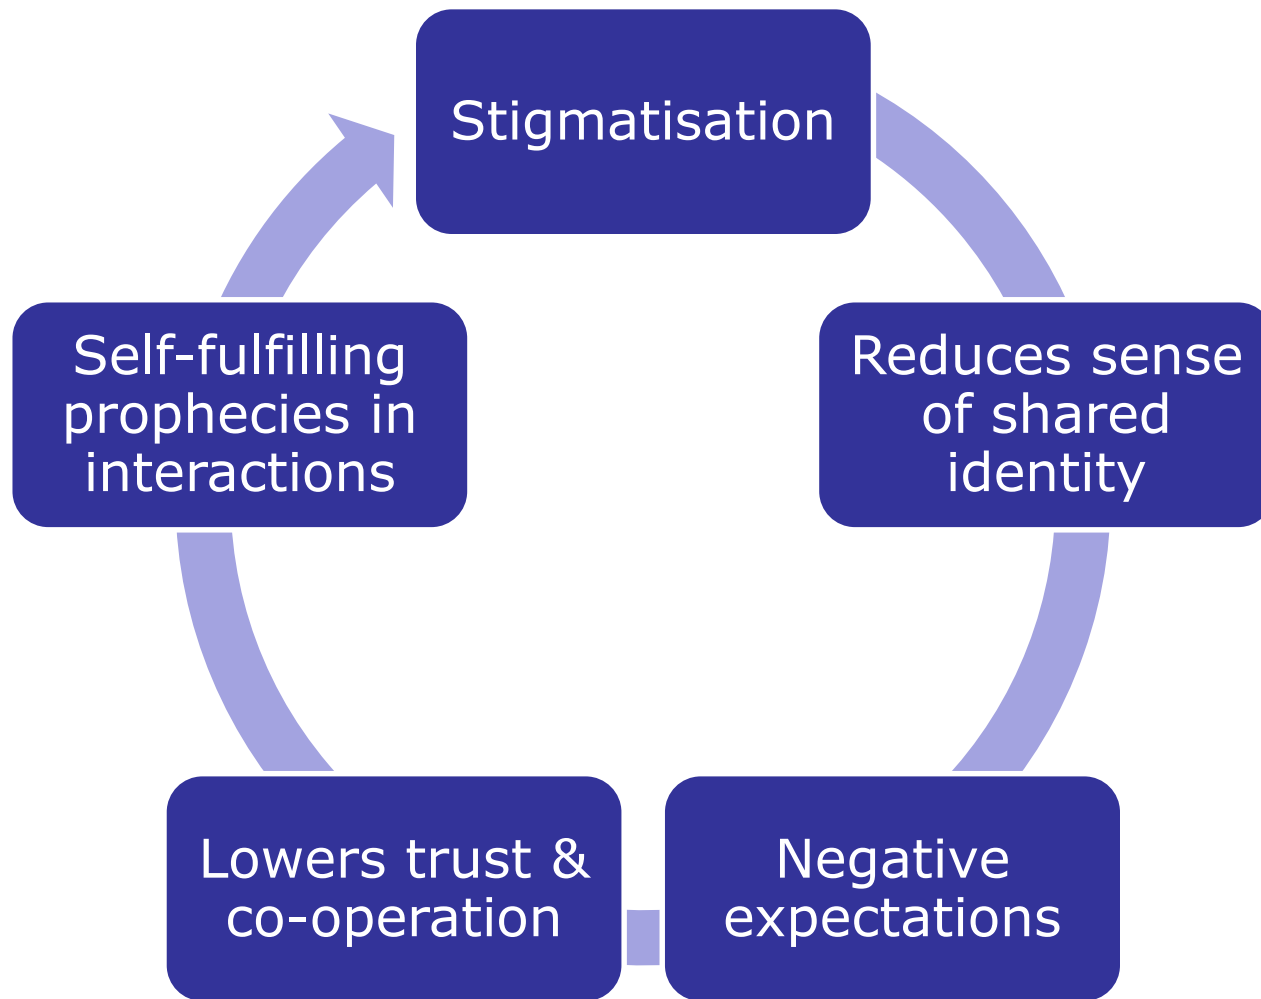 Stigmatisation
Reduces sense
of shared
identity
Negative
expectations
Lowers trust &
co-operation
Self-fulfilling
prophecies in
interactions